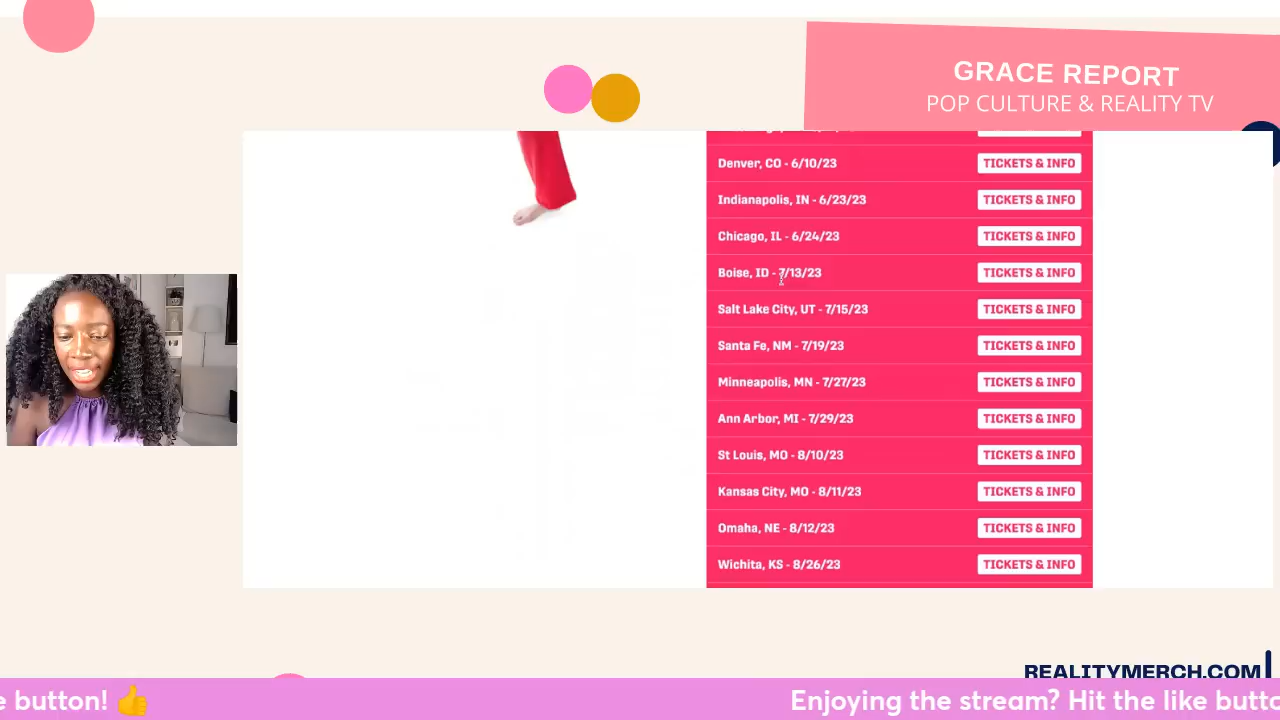 GRACE REPORT
POP CULTURE & REALITY TV
Denver, CO - 6/10/23 TICKETS & INFO
Indianapolis, IN - 6/23/23 TICKETS & INFO
Chicago, IL - 6/24/23 TICKETS & INFO
Boise, ID - 7/13/23 TICKETS & INFO
Salt Lake City, UT - 7/15/23 TICKETS & INFO
Santa Fe, NM - 7/19/23 TICKETS & INFO
Minneapolis, MN - 7/27/23 TICKETS & INFO
Ann Arbor, MI - 7/29/23 TICKETS & INFO
St Louis, MO - 8/10/23 TICKETS & INFO
Kansas City, MO - 8/11/23 TICKETS & INFO
Omaha, NE - 8/12/23 TICKETS & INFO
Wichita, KS - 8/26/23 TICKETS & INFO
REALITYMERCH.COM
e button! 👍 Enjoying the stream? Hit the like butto